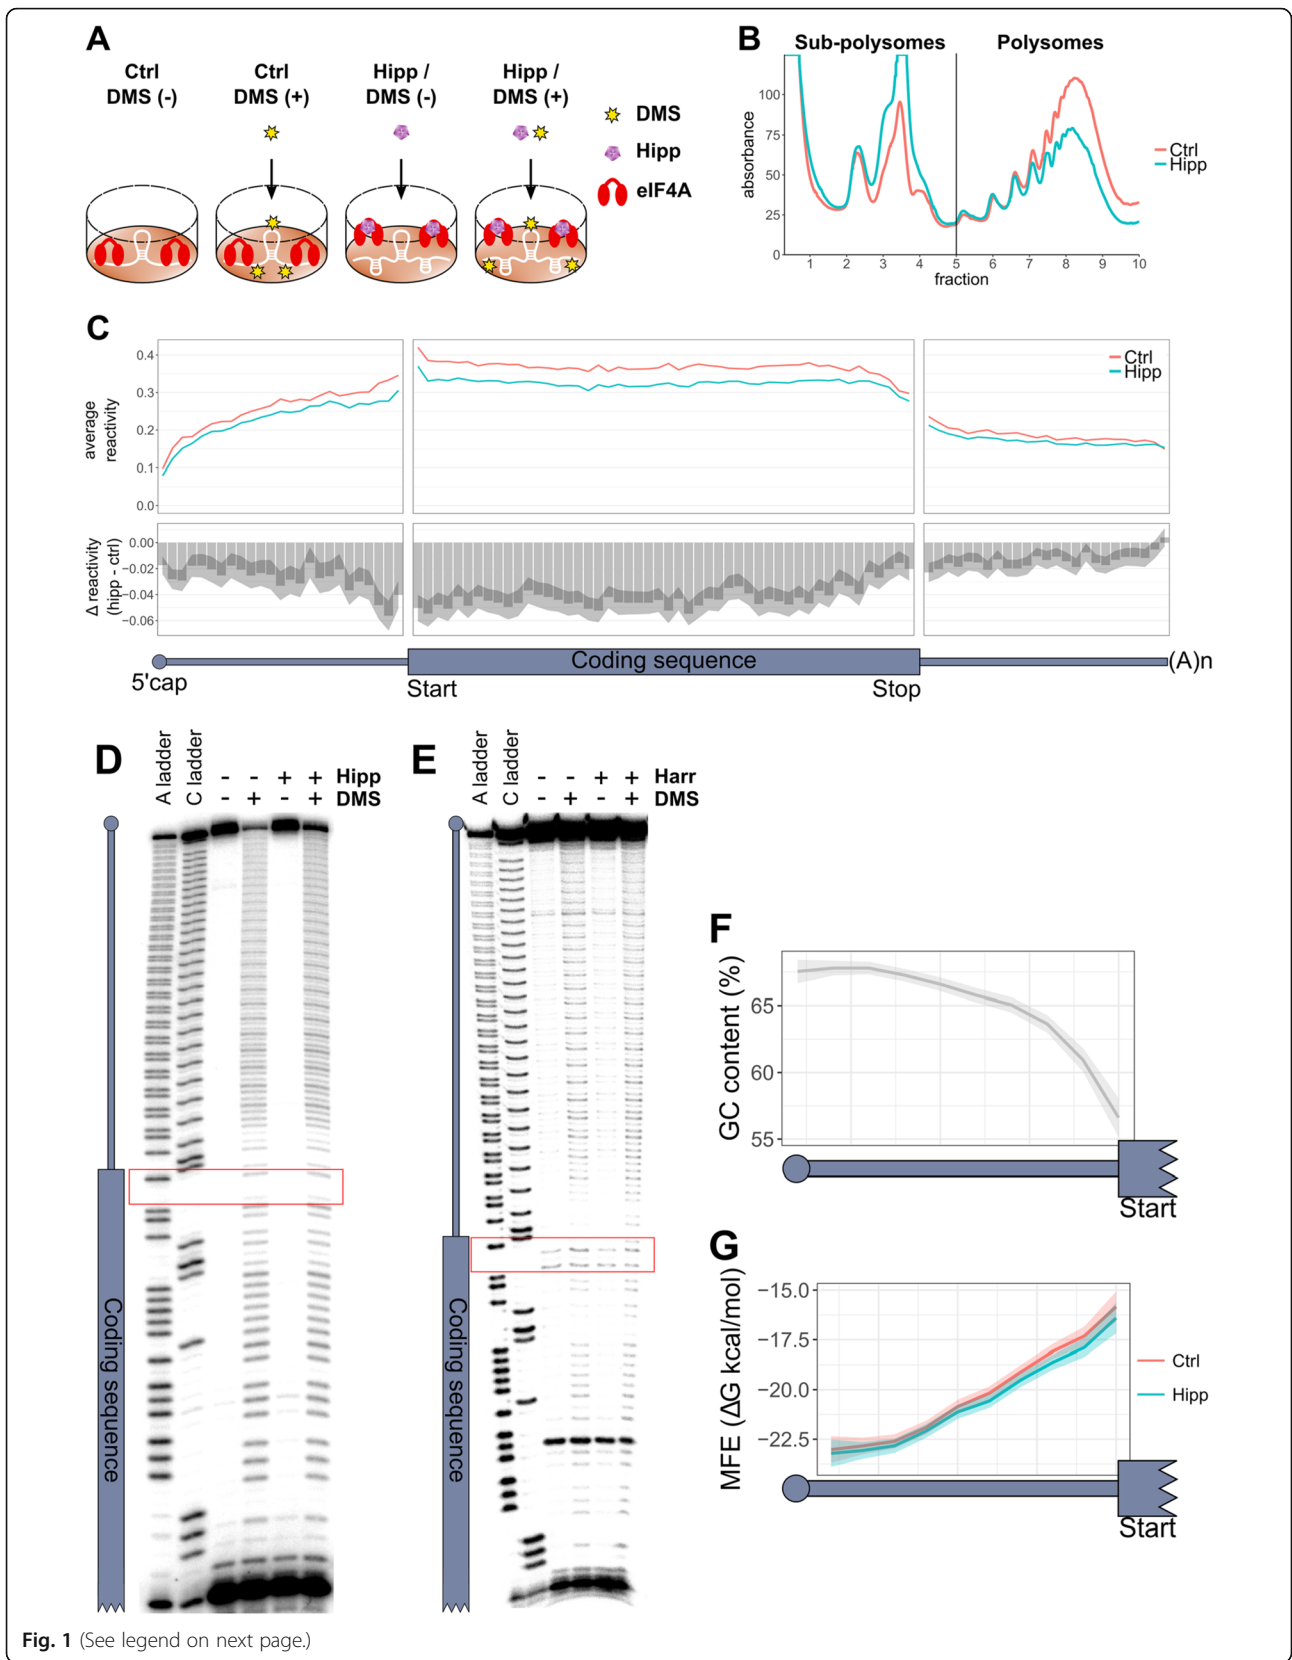 A
Ctrl
DMS (-)
Ctrl
DMS (+)
Hipp /
DMS (-)
Hipp /
DMS (+)
DMS
Hipp
eIF4A
B
Sub-polysomes
Polysomes
absorbance
100
75
50
25
0
1 2 3 4 5 6 7 8 9 10
fraction
Ctrl
Hipp
C
average
reactivity
0.4
0.3
0.2
0.1
0.0
Ctrl
Hipp
Δ reactivity
(hipp - ctrl)
0.00
−0.02
−0.04
−0.06
Coding sequence
(A)n
5'cap
Start
Stop
D
A ladder
C ladder
- - + + Hipp
- + - + DMS
Coding sequence
E
A ladder
C ladder
- - + + Harr
- + - + DMS
Coding sequence
F
GC content (%)
65
60
55
Start
G
MFE (ΔG kcal/mol)
−15.0
−17.5
−20.0
−22.5
Ctrl
Hipp
Start
Fig. 1 (See legend on next page.)